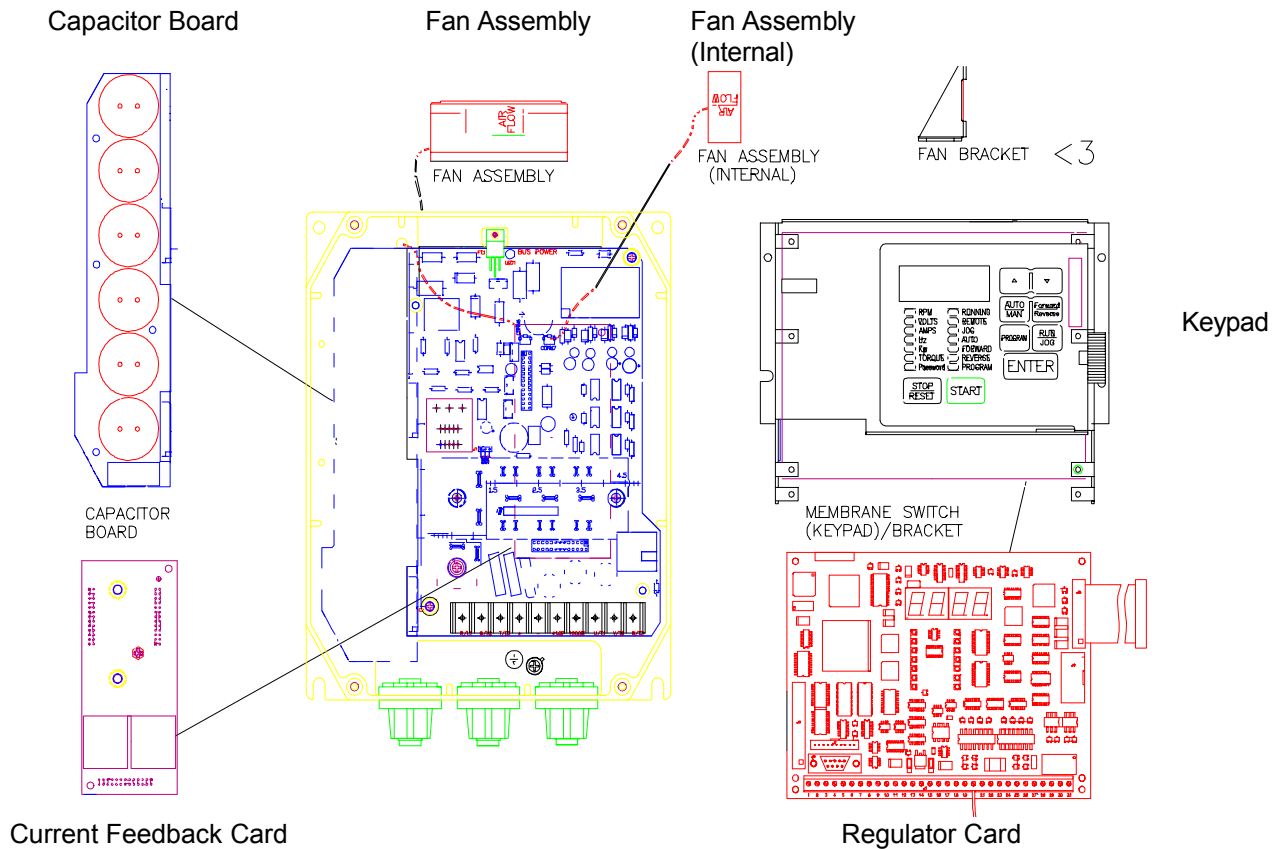 Capacitor Board
Fan Assembly
Fan Assembly
(Internal)
AIR
FLOW
FAN ASSEMBLY
AIR
FLOW
FAN ASSEMBLY
(INTERNAL)
FAN BRACKET <3
BUS POWER
Keypad
AUTO
MAN
Forward
Reverse
PROGRAM
RUN
JOG
ENTER
STOP
RESET
START
RPM
VOLTS
AMPS
Hz
Kw
TORQUE
Password
RUNNING
REMOTE
JOG
AUTO
FORWARD
REVERSE
PROGRAM
1.5 2.5 3.5 4.5
CAPACITOR
BOARD
MEMBRANE SWITCH
(KEYPAD)/BRACKET
Current Feedback Card
Regulator Card